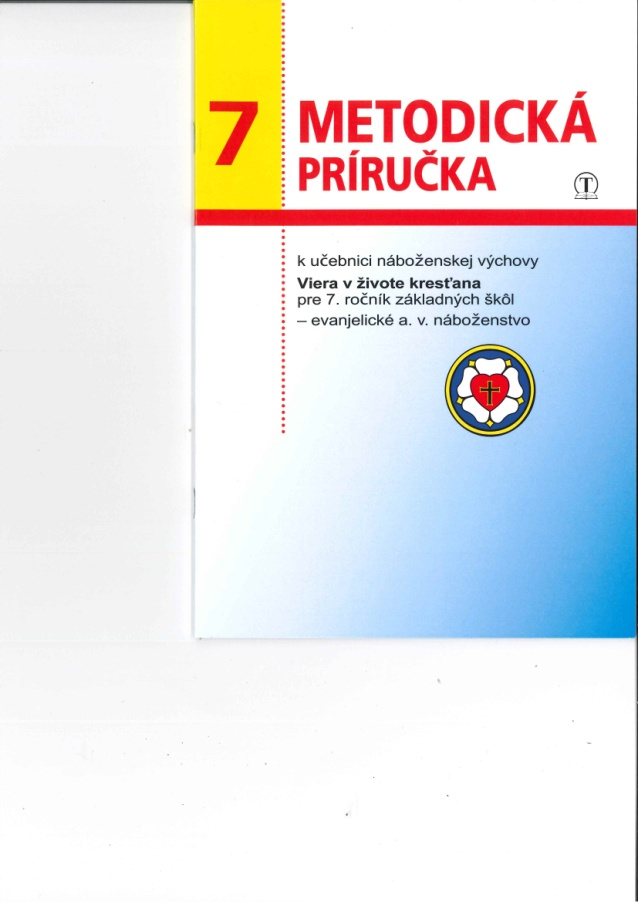 7
METODICKÁ
PRÍRUČKA
T
k učebnici náboženskej výchovy
Viera v živote kresťana
pre 7. ročník základných škôl
– evanjelické a. v. náboženstvo